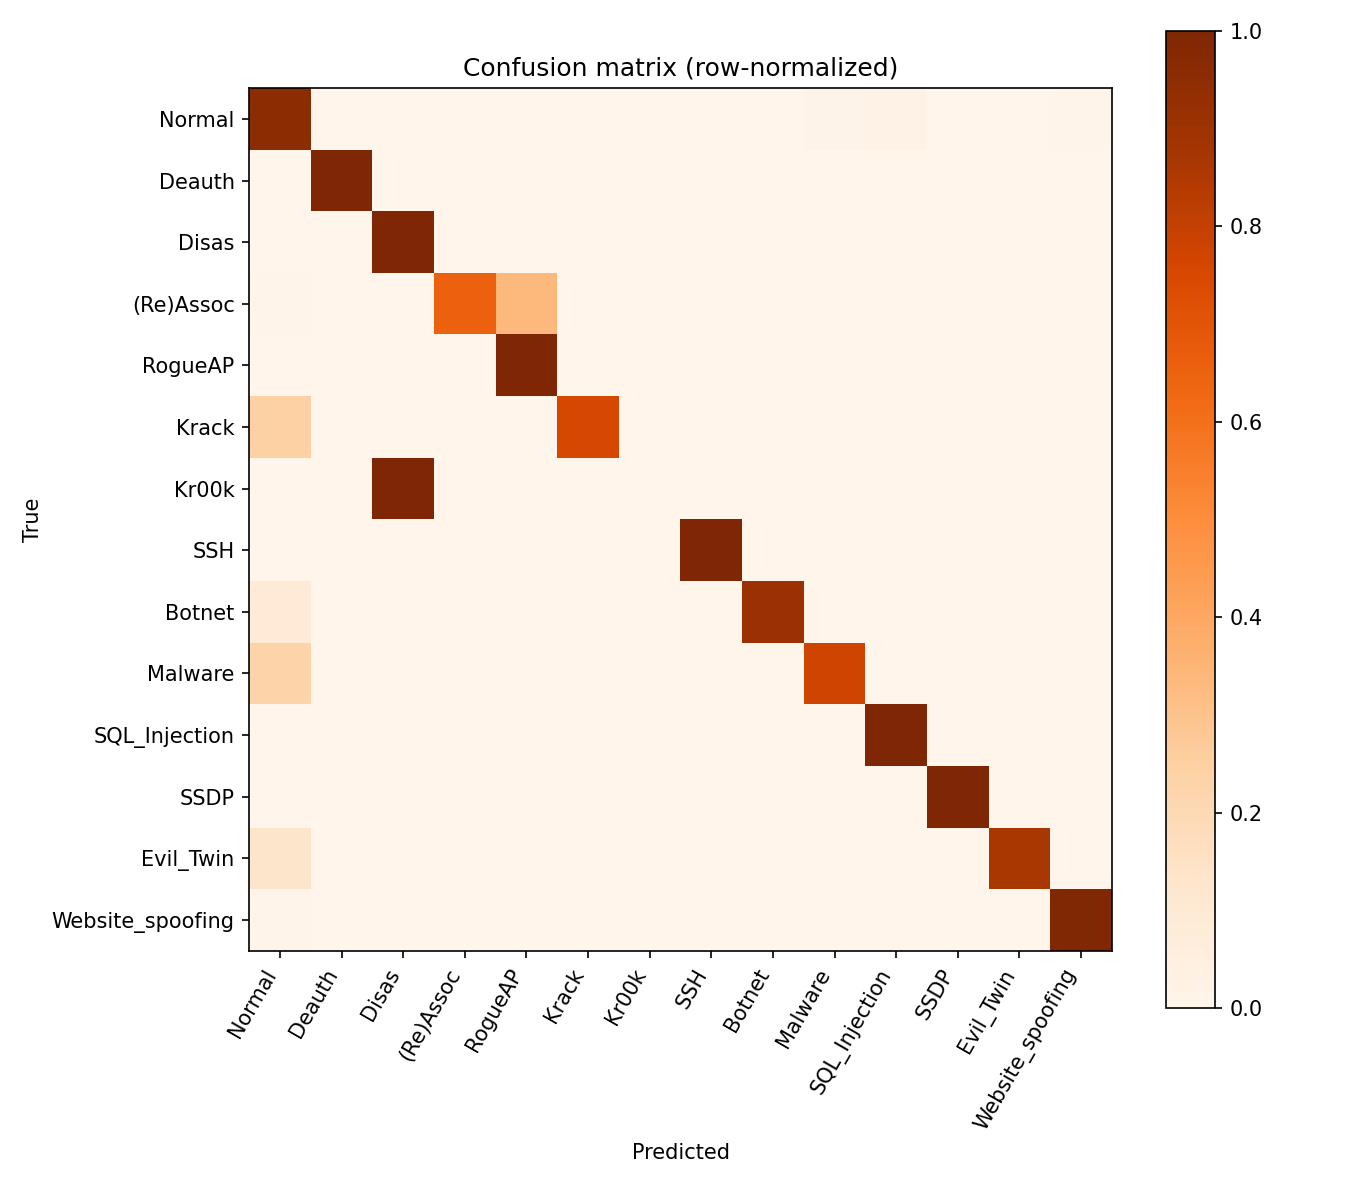 Confusion matrix (row-normalized)
True
Normal
Deauth
Disas
(Re)Assoc
RogueAP
Krack
Kr00k
SSH
Botnet
Malware
SQL_Injection
SSDP
Evil_Twin
Website_spoofing
Normal
Deauth
Disas
(Re)Assoc
RogueAP
Krack
Kr00k
SSH
Botnet
Malware
SQL_Injection
SSDP
Evil_Twin
Website_spoofing
Predicted
1.0
0.8
0.6
0.4
0.2
0.0